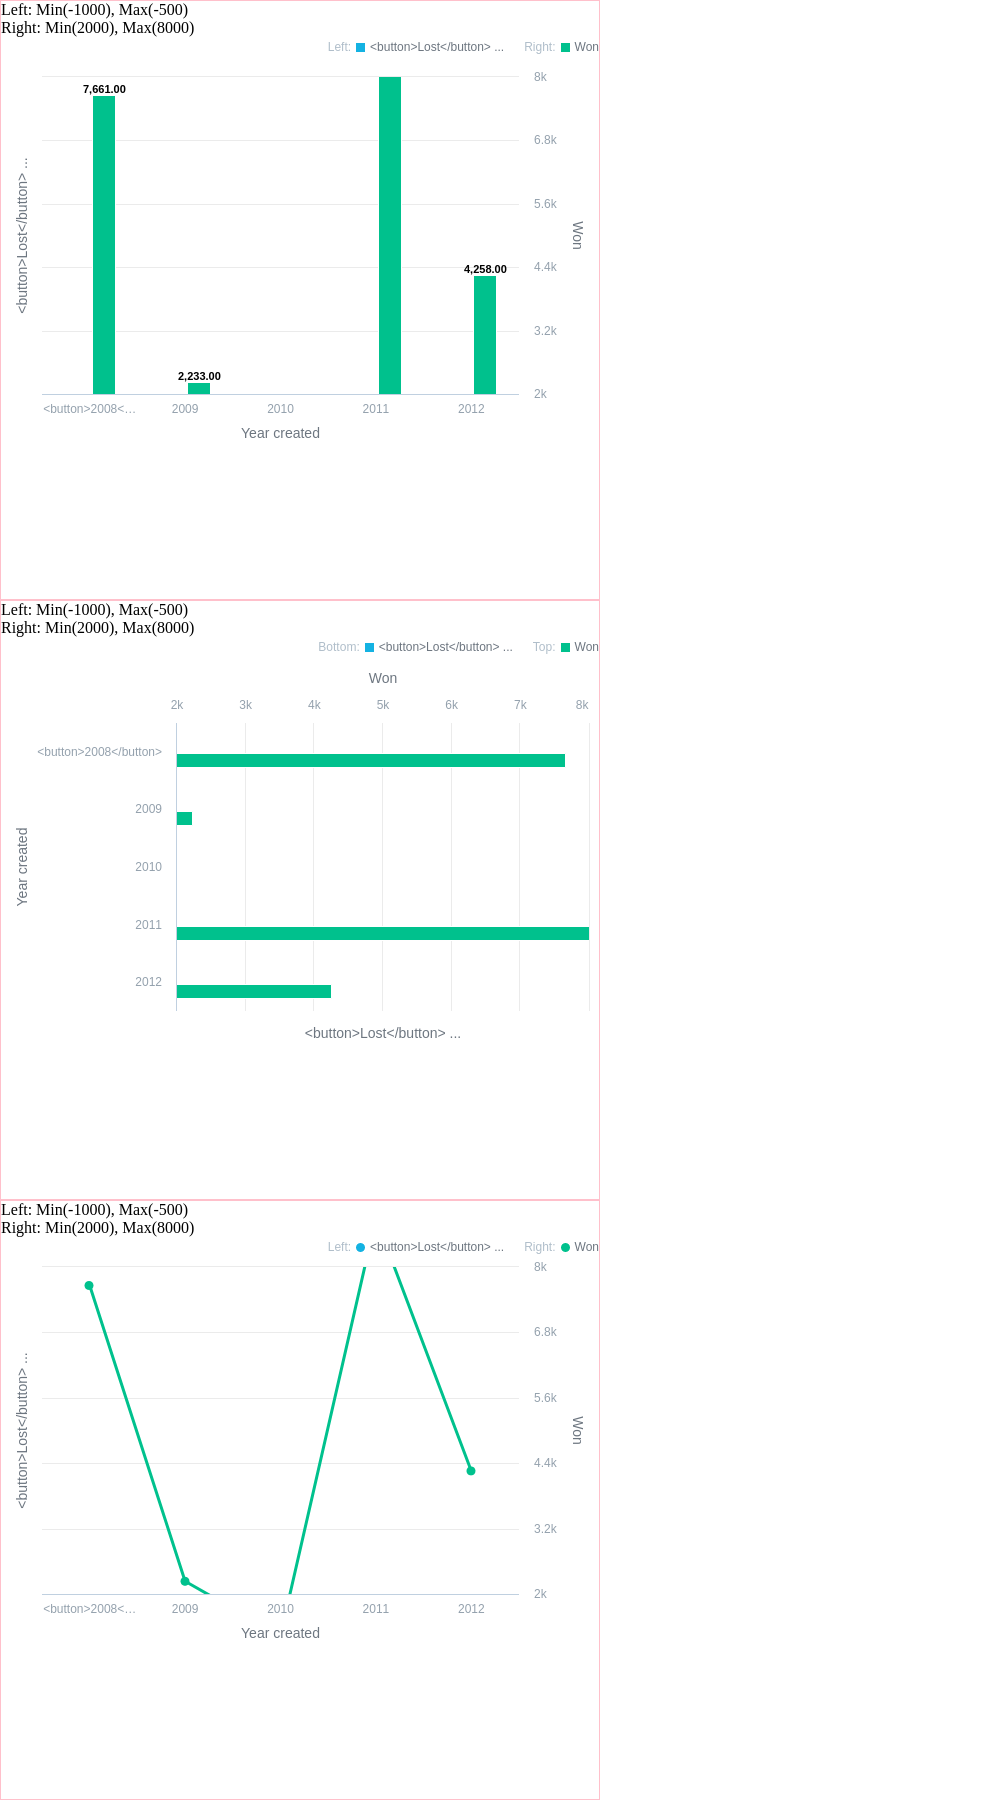 Left: Min(-1000), Max(-500)
Right: Min(2000), Max(8000)
Left: <button>Lost</button> ... Right: Won
8k
7,661.00
6.8k
5.6k
4.4k
4,258.00
3.2k
2,233.00
2k
<button>Lost</button> ...
Won
<button>2008<... 2009 2010 2011 2012
Year created
Left: Min(-1000), Max(-500)
Right: Min(2000), Max(8000)
Bottom: <button>Lost</button> ... Top: Won
Won
2k 3k 4k 5k 6k 7k 8k
<button>2008</button>
2009
2010
2011
2012
Year created
<button>Lost</button> ...
Left: Min(-1000), Max(-500)
Right: Min(2000), Max(8000)
Left: <button>Lost</button> ... Right: Won
8k
6.8k
5.6k
4.4k
3.2k
2k
<button>Lost</button> ...
Won
<button>2008<... 2009 2010 2011 2012
Year created